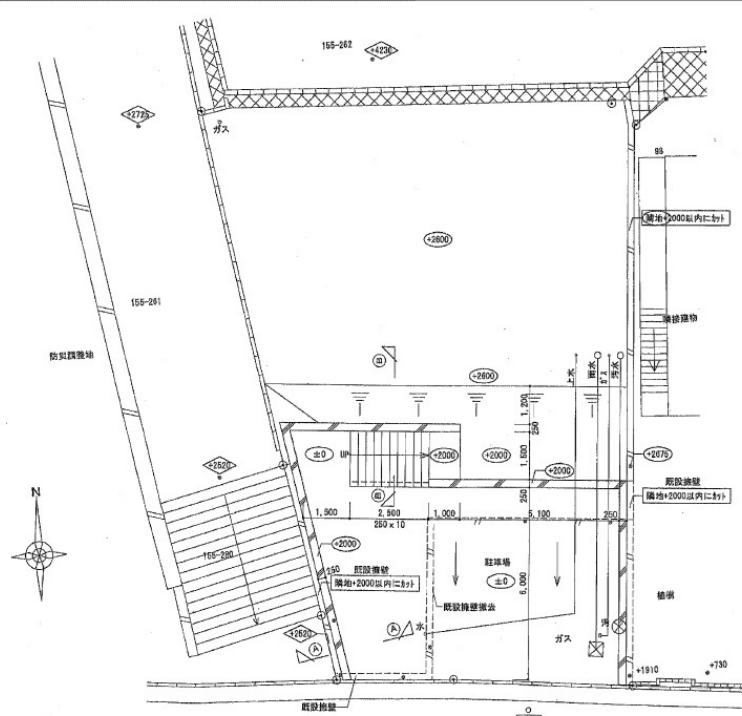 155-262
+4230
+2725
ガス
98
隣地+2000以内にカット
+2600
155-261
隣接建物
防災調整池
B
上水
雨水
ガス
汚水
+2600
1,200
250
±0
UP
+2000
+2000
1,500
+2075
+2520
+2000
既設擁壁
隣地+2000以内にカット
B
250
N
1,500
2,500
1,000
5,100
250
250 x 10
155-280
+2000
駐車場
250
既設擁壁
隣地+2000以内にカット
±0
6,000
植樹
既設擁壁撤去
A
水
汚
+2520
A
ガス
+1910
+730
既設擁壁